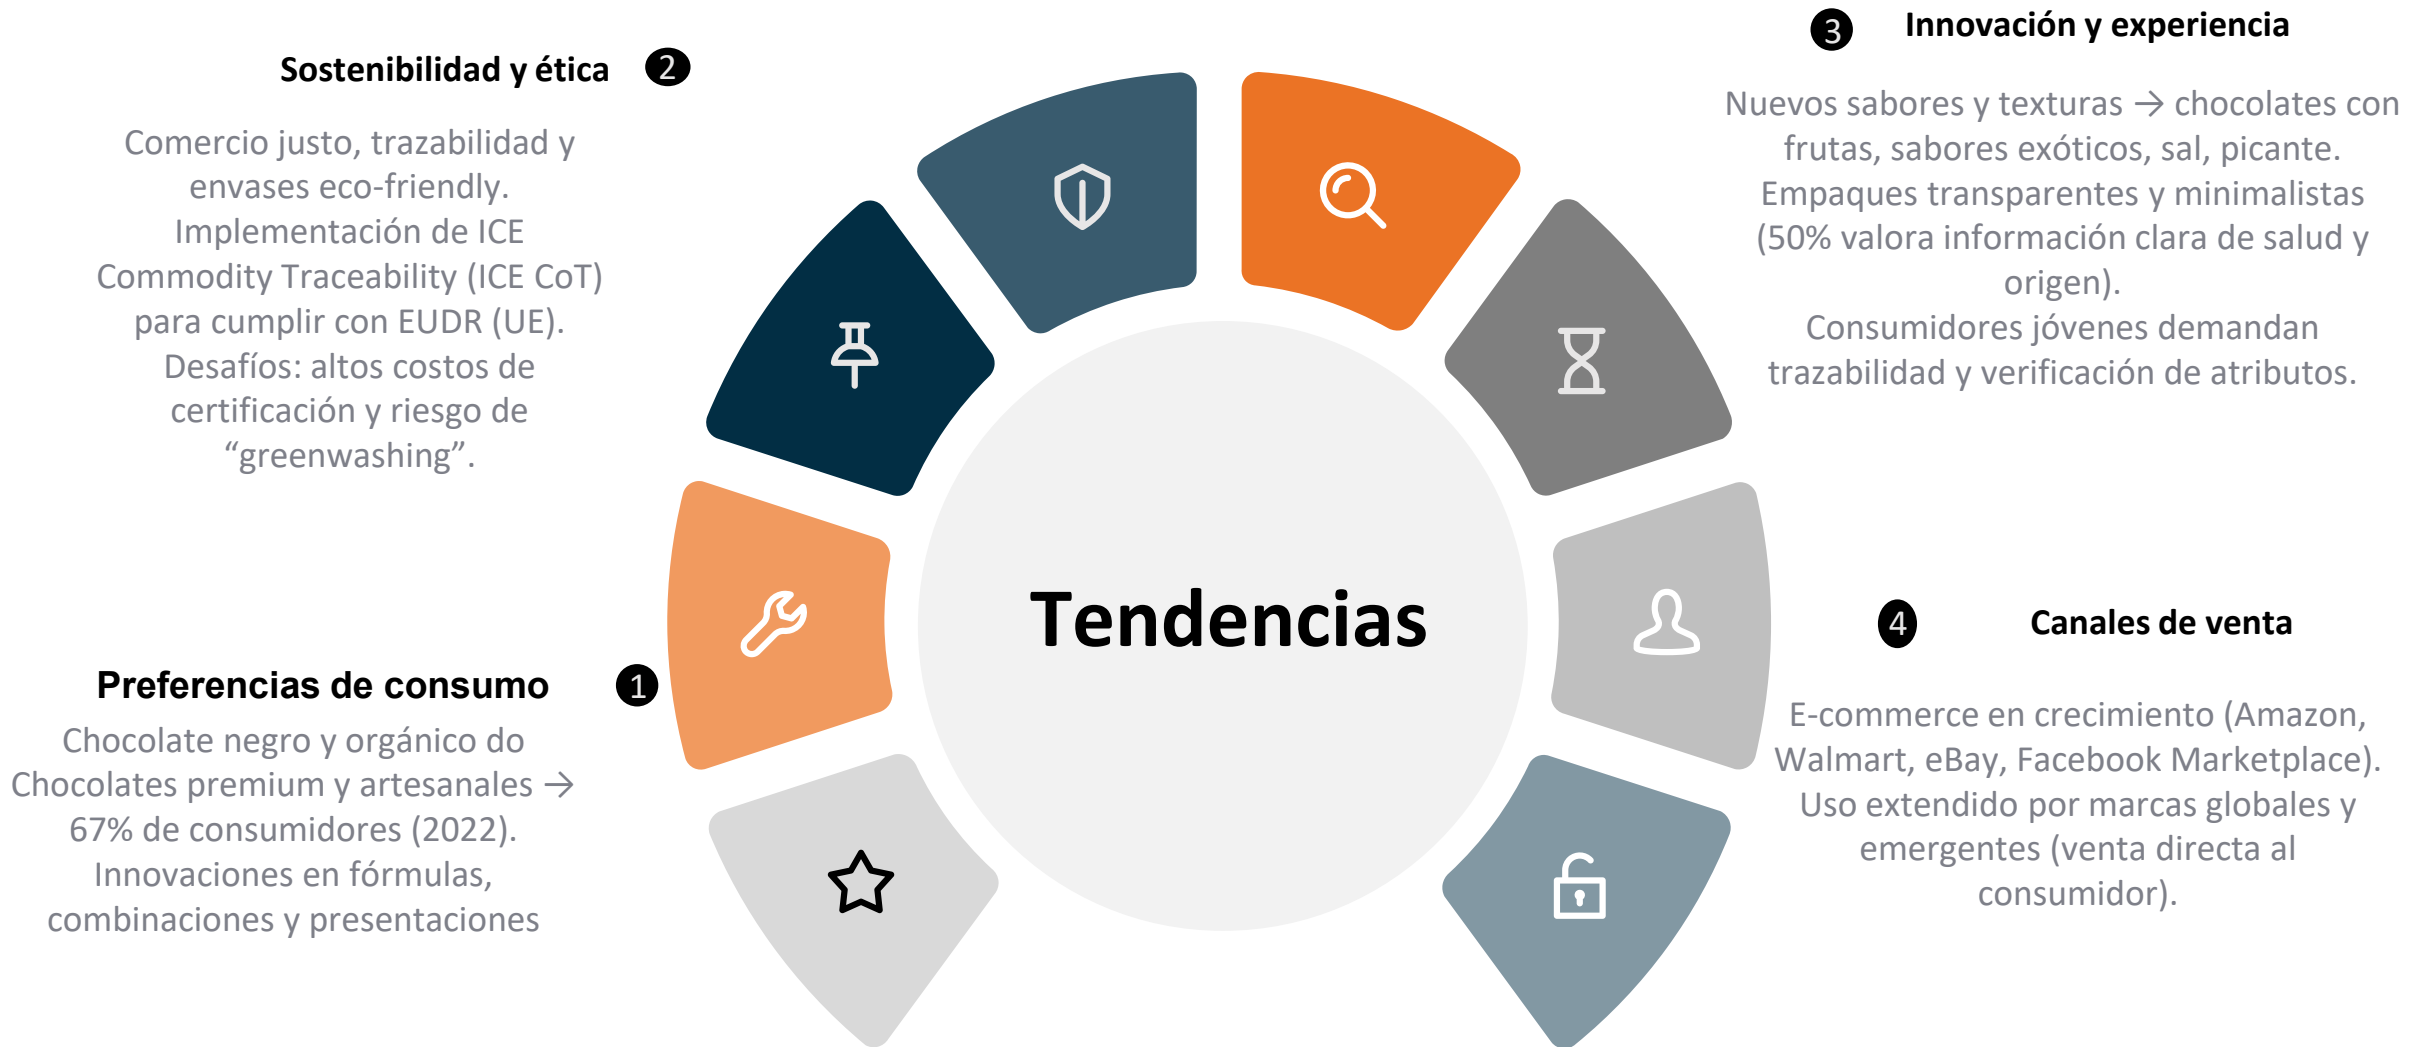 Preferencias de consumo
1
Chocolate negro y orgánico do
Chocolates premium y artesanales →
67% de consumidores (2022).
Innovaciones en fórmulas,
combinaciones y presentaciones
Sostenibilidad y ética
2
Comercio justo, trazabilidad y
envases eco-friendly.
Implementación de ICE
Commodity Traceability (ICE CoT)
para cumplir con EUDR (UE).
Desafíos: altos costos de
certificación y riesgo de
“greenwashing”.
Tendencias
3
Innovación y experiencia
Nuevos sabores y texturas → chocolates con
frutas, sabores exóticos, sal, picante.
Empaques transparentes y minimalistas
(50% valora información clara de salud y
origen).
Consumidores jóvenes demandan
trazabilidad y verificación de atributos.
4
Canales de venta
E-commerce en crecimiento (Amazon,
Walmart, eBay, Facebook Marketplace).
Uso extendido por marcas globales y
emergentes (venta directa al
consumidor).